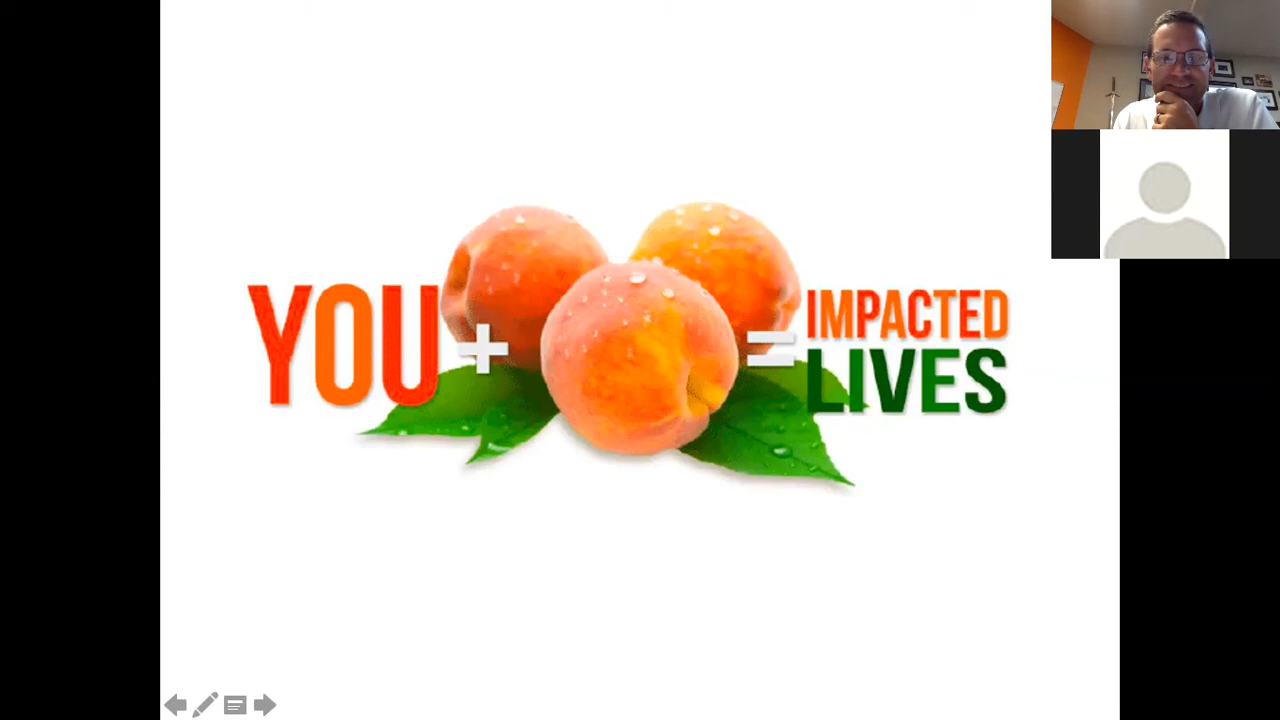 YOU + = IMPACTED
LIVES